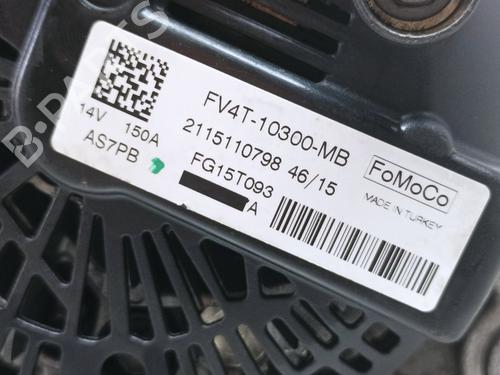 B-PARTS
14V 150A
AS7PB
FV4T-10300-MB
2115110798 46/15
FG15T093
A
FoMoCo
MADE IN TURKEY